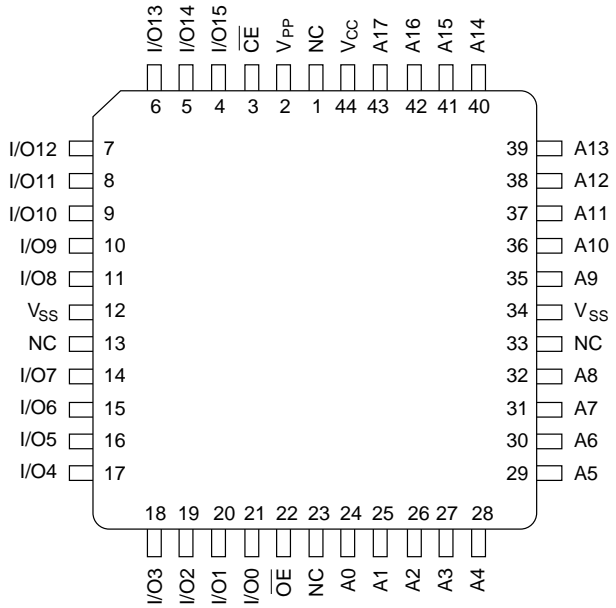 I/O13 I/O14 I/O15 CE VPP NC VCC A17 A16 A15 A14
6 5 4 3 2 1 44 43 42 41 40
I/O12 7 39 A13
I/O11 8 38 A12
I/O10 9 37 A11
I/O9 10 36 A10
I/O8 11 35 A9
VSS 12 34 VSS
NC 13 33 NC
I/O7 14 32 A8
I/O6 15 31 A7
I/O5 16 30 A6
I/O4 17 29 A5
18 19 20 21 22 23 24 25 26 27 28
I/O3 I/O2 I/O1 I/O0 OE NC A0 A1 A2 A3 A4